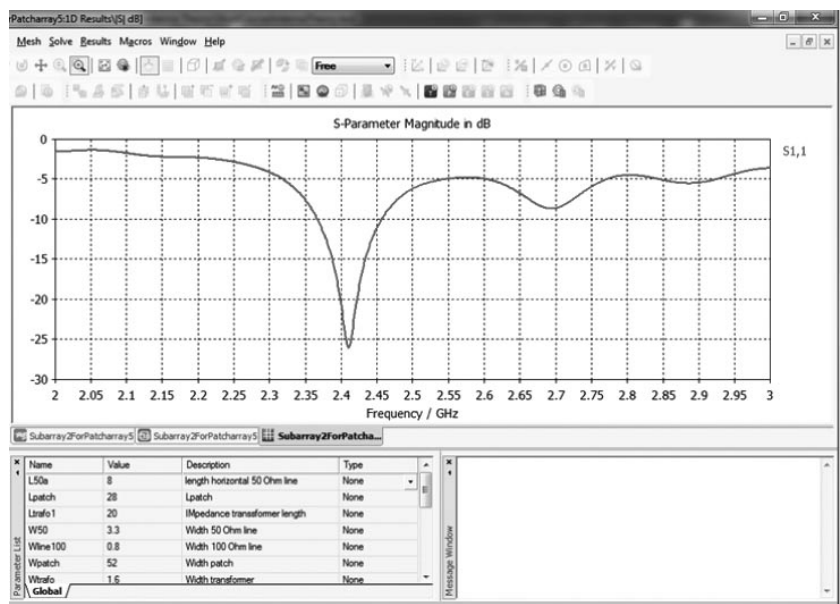 rPatcharray5:1D Results\|S| dB]
Mesh Solve Results Macros Window Help
Free
S-Parameter Magnitude in dB
S1,1
0
-5
-10
-15
-20
-25
-30
2 2.05 2.1 2.15 2.2 2.25 2.3 2.35 2.4 2.45 2.5 2.55 2.6 2.65 2.7 2.75 2.8 2.85 2.9 2.95 3
Frequency / GHz
Subarray2ForPatcharray5 Subarray2ForPatcharray5 Subarray2ForPatcha...
Name Value Description Type
L50a 8 length horizontal 50 Ohm line None
Lpatch 28 Lpatch None
Ltrafo1 20 IMpedance transsformer length None
W50 3.3 Width 50 Ohm line None
Wline100 0.8 Width 100 Ohm line None
Wpatch 52 Width patch None
Wtrafo 1.6 Width transformer None
Global
Parameter List
Message Window